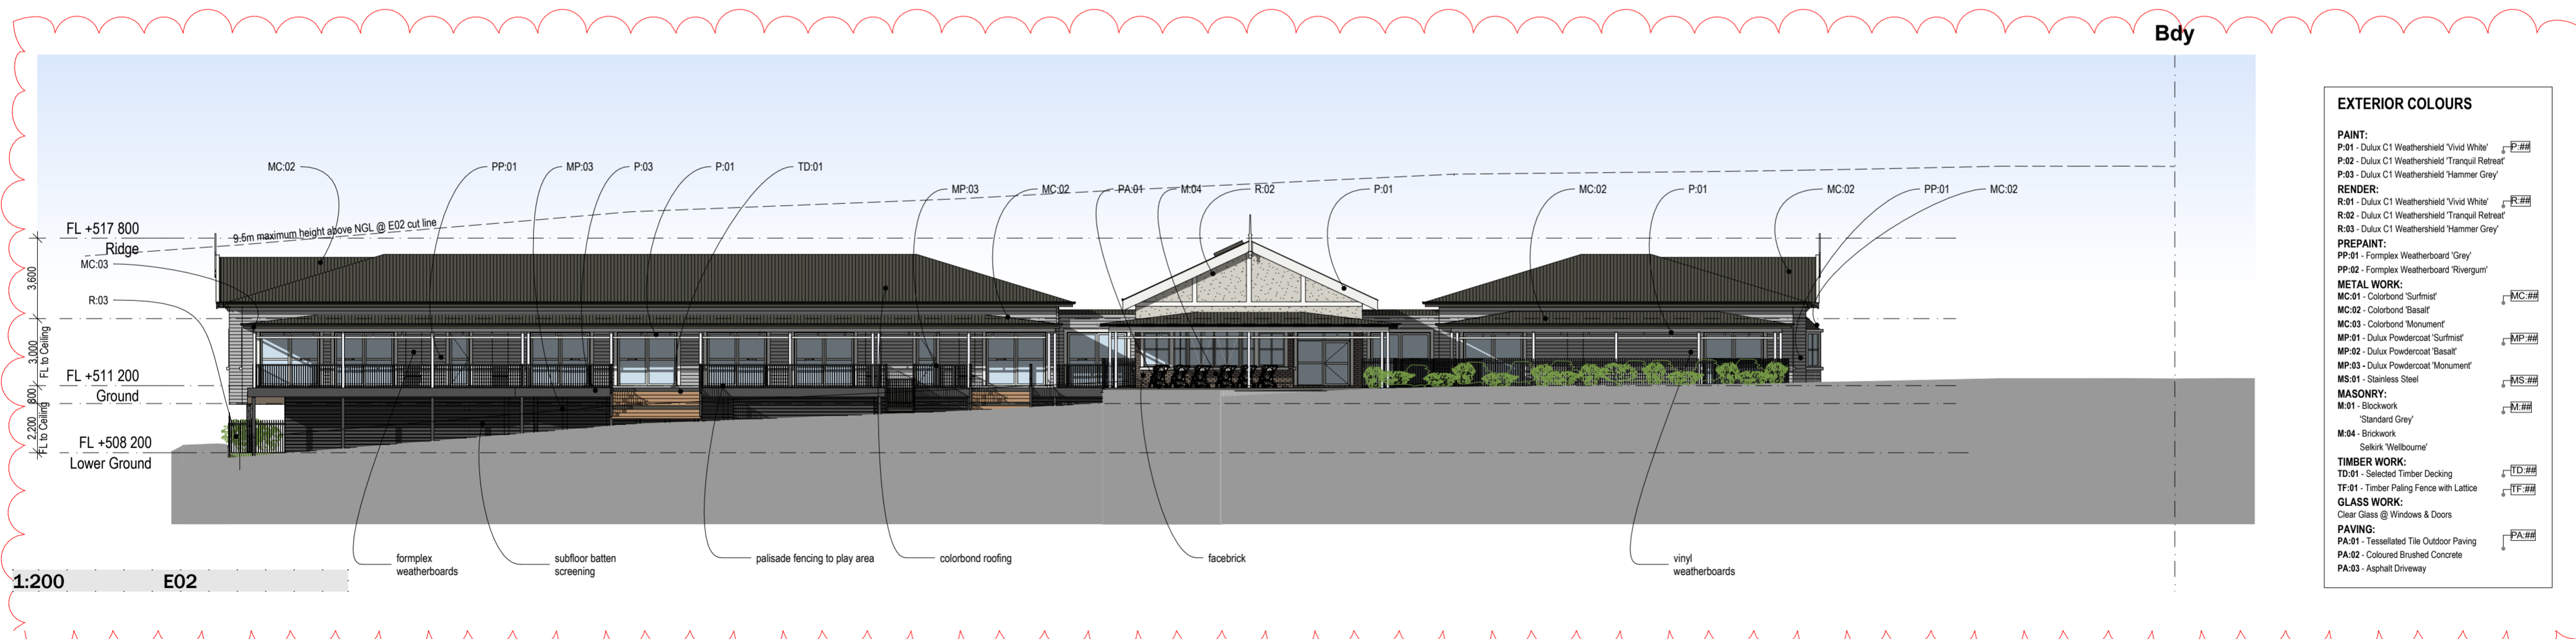 Bdy
MC:02
PP:01
MP:03
P:03
P:01
TD:01
MP:03
MC:02
PA:01
M:04
R:02
P:01
MC:02
P:01
MC:02
PP:01
MC:02
9.5m maximum height above NGL @ E02 cut line
FL +517 800
Ridge
MC:03
R:03
3,600
3,000
FL to Ceiling
FL +511 200
Ground
800
2,200
FL to Ceiling
FL +508 200
Lower Ground
formplex
weatherboards
subfloor batten
screening
palisade fencing to play area
colorbond roofing
facebrick
vinyl
weatherboards
1:200 E02
EXTERIOR COLOURS
PAINT:
P:01 - Dulux C1 Weathershield 'Vivid White' P:##
P:02 - Dulux C1 Weathershield 'Tranquil Retreat'
P:03 - Dulux C1 Weathershield 'Hammer Grey'
RENDER:
R:01 - Dulux C1 Weathershield 'Vivid White' R:##
R:02 - Dulux C1 Weathershield 'Tranquil Retreat'
R:03 - Dulux C1 Weathershield 'Hammer Grey'
PREPAINT:
PP:01 - Formplex Weatherboard 'Grey'
PP:02 - Formplex Weatherboard 'Rivergum'
METAL WORK:
MC:01 - Colorbond 'Surfmist' MC:##
MC:02 - Colorbond 'Basalt'
MC:03 - Colorbond 'Monument'
MP:01 - Dulux Powdercoat 'Surfmist' MP:##
MP:02 - Dulux Powdercoat 'Basalt'
MP:03 - Dulux Powdercoat 'Monument'
MS:01 - Stainless Steel MS:##
MASONRY:
M:01 - Blockwork M:##
'Standard Grey'
M:04 - Brickwork
Selkirk 'Wellbourne'
TIMBER WORK:
TD:01 - Selected Timber Decking TD:##
TF:01 - Timber Paling Fence with Lattice TF:##
GLASS WORK:
Clear Glass @ Windows & Doors
PAVING:
PA:01 - Tessellated Tile Outdoor Paving PA:##
PA:02 - Coloured Brushed Concrete
PA:03 - Asphalt Driveway